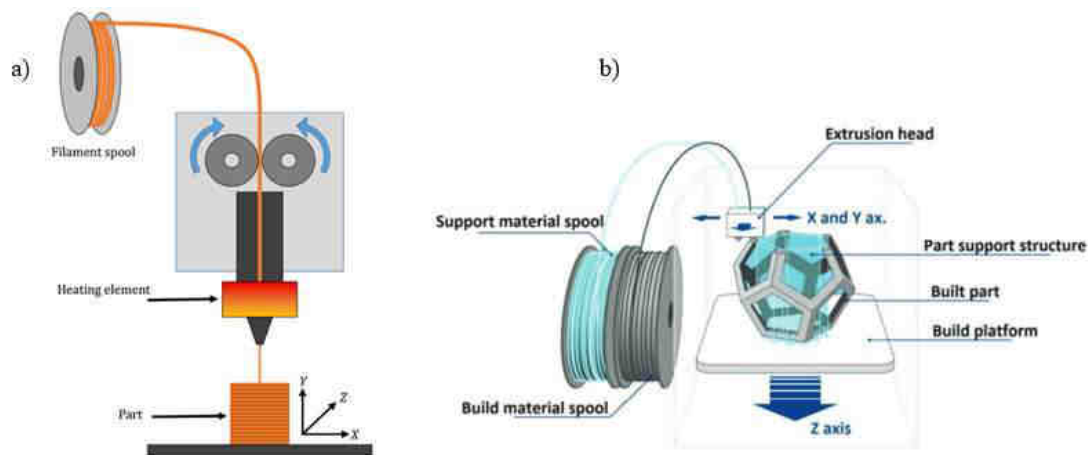 a)
Filament spool
Heating element
Part
Y
Z
X
b)
Extrusion head
X and Y ax.
Support material spool
Part support structure
Built part
Build platform
Build material spool
Z axis